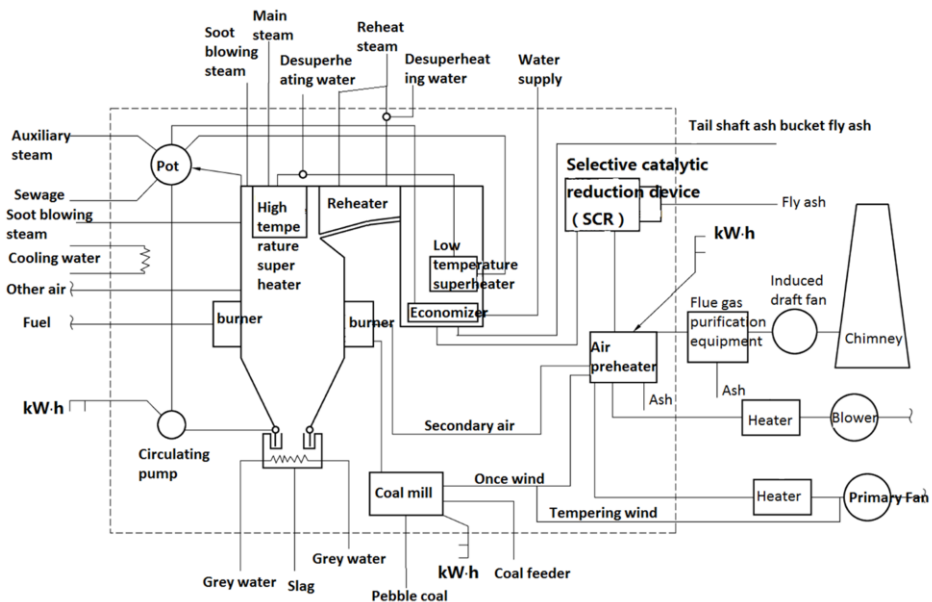 Main
steam
Soot
blowing
steam
Desuperhe
ating water
Reheat
steam
Desuperheat
ing water
Water
supply
Auxiliary
steam
Pot
Tail shaft ash bucket fly ash
Selective catalytic
reduction device
(SCR)
Sewage
Soot blowing
steam
High
tempe
rature
super
heater
Reheater
Fly ash
kW·h
Cooling water
Low
temperature
superheater
Other air
Induced
draft fan
Flue gas
purification
equipment
Economizer
Fuel
burner
burner
Chimney
Air
preheater
Ash
Ash
kW·h
Secondary air
Heater
Blower
Circulating
pump
Once wind
Coal mill
Heater
Primary Fan
Tempering wind
Grey water
Slag
Grey water
kW·h
Coal feeder
Pebble coal